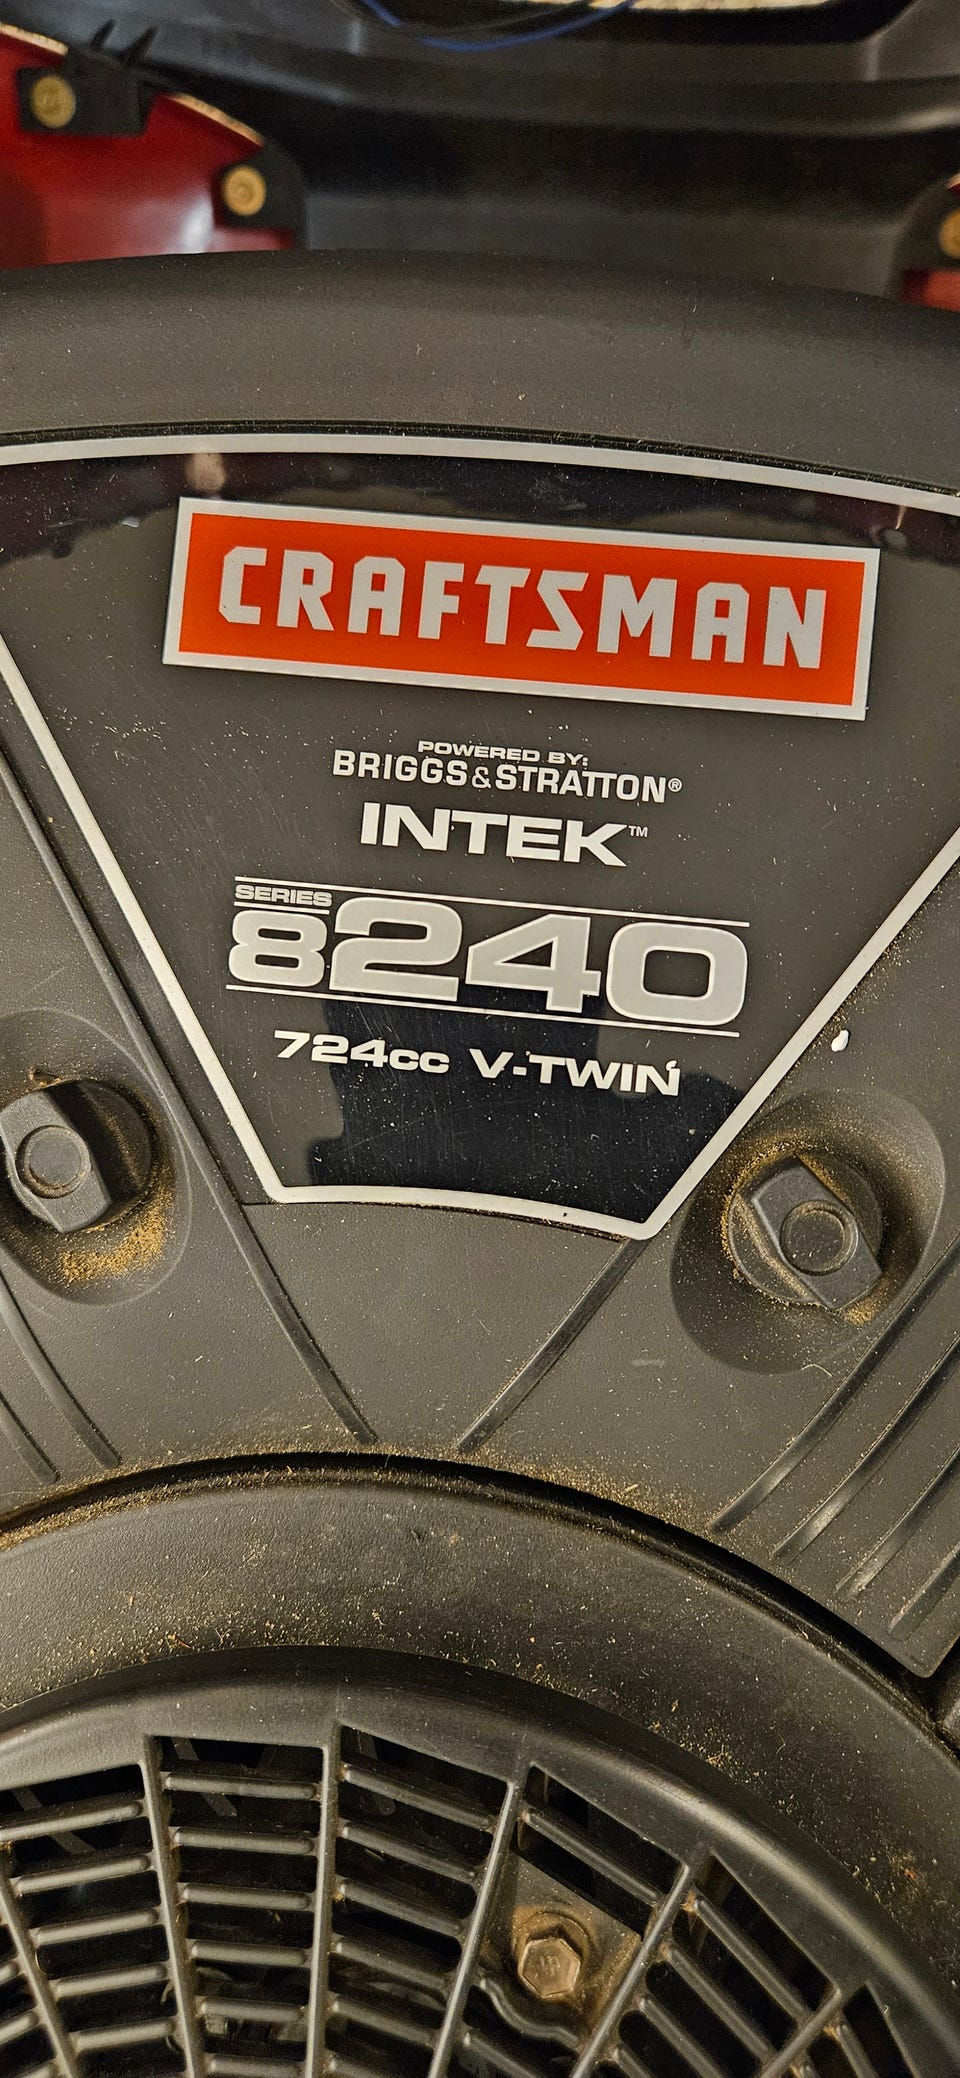 CRAFTSMAN
POWERED BY:
BRIGGS & STRATTON®
INTEK™
SERIES
8240
724cc V-TWIN